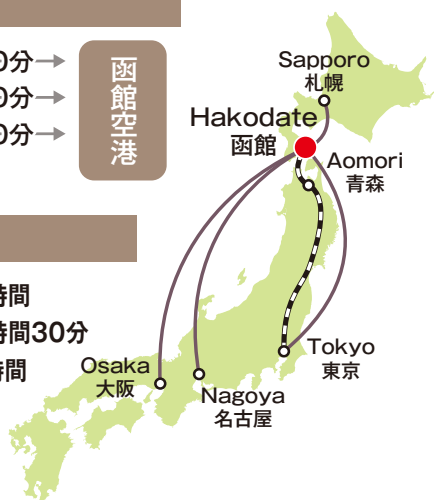 0分→
0分→
0分→
函館空港
時間
時間30分
時間
Sapporo
札幌
Hakodate
函館
Aomori
青森
Tokyo
東京
Osaka
大阪
Nagoya
名古屋